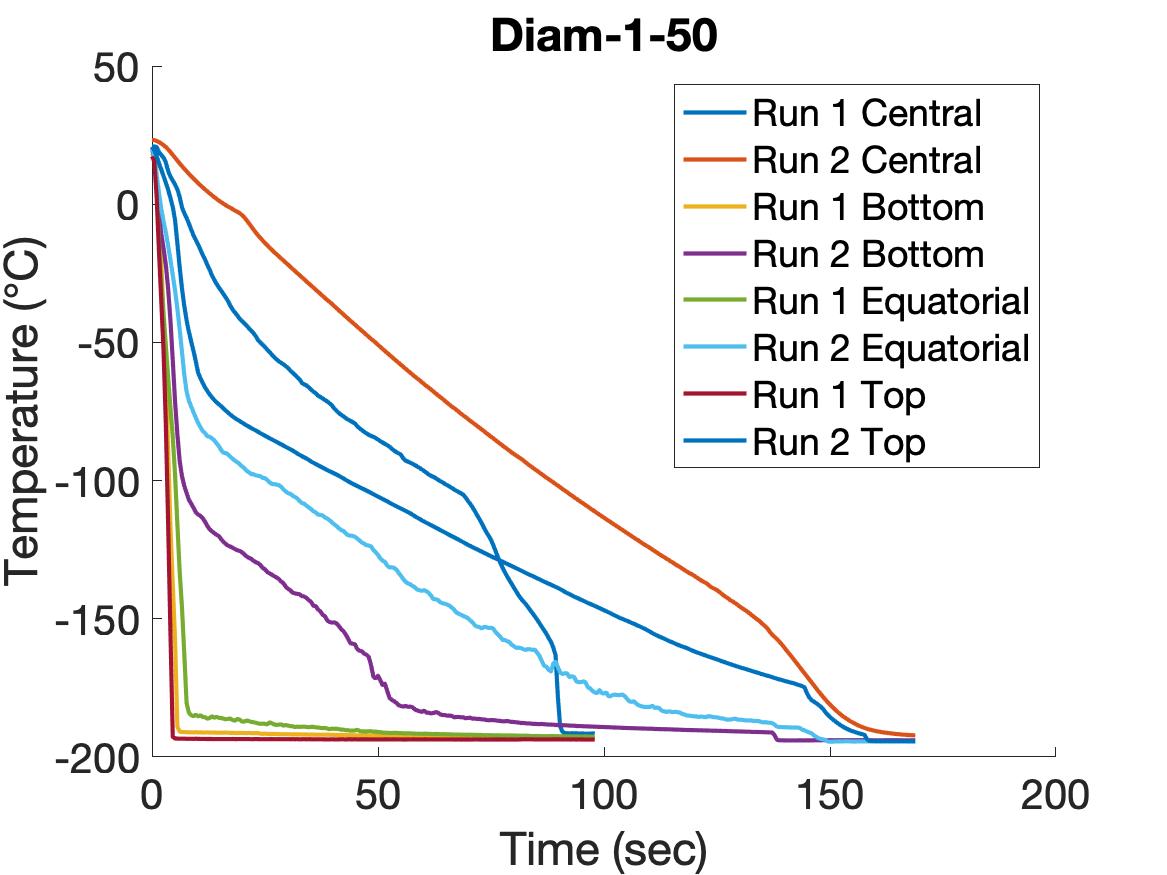 Diam-1-50
50
0
-50
-100
-150
-200
Temperature (°C)
Run 1 Central
Run 2 Central
Run 1 Bottom
Run 2 Bottom
Run 1 Equatorial
Run 2 Equatorial
Run 1 Top
Run 2 Top
0 50 100 150 200
Time (sec)